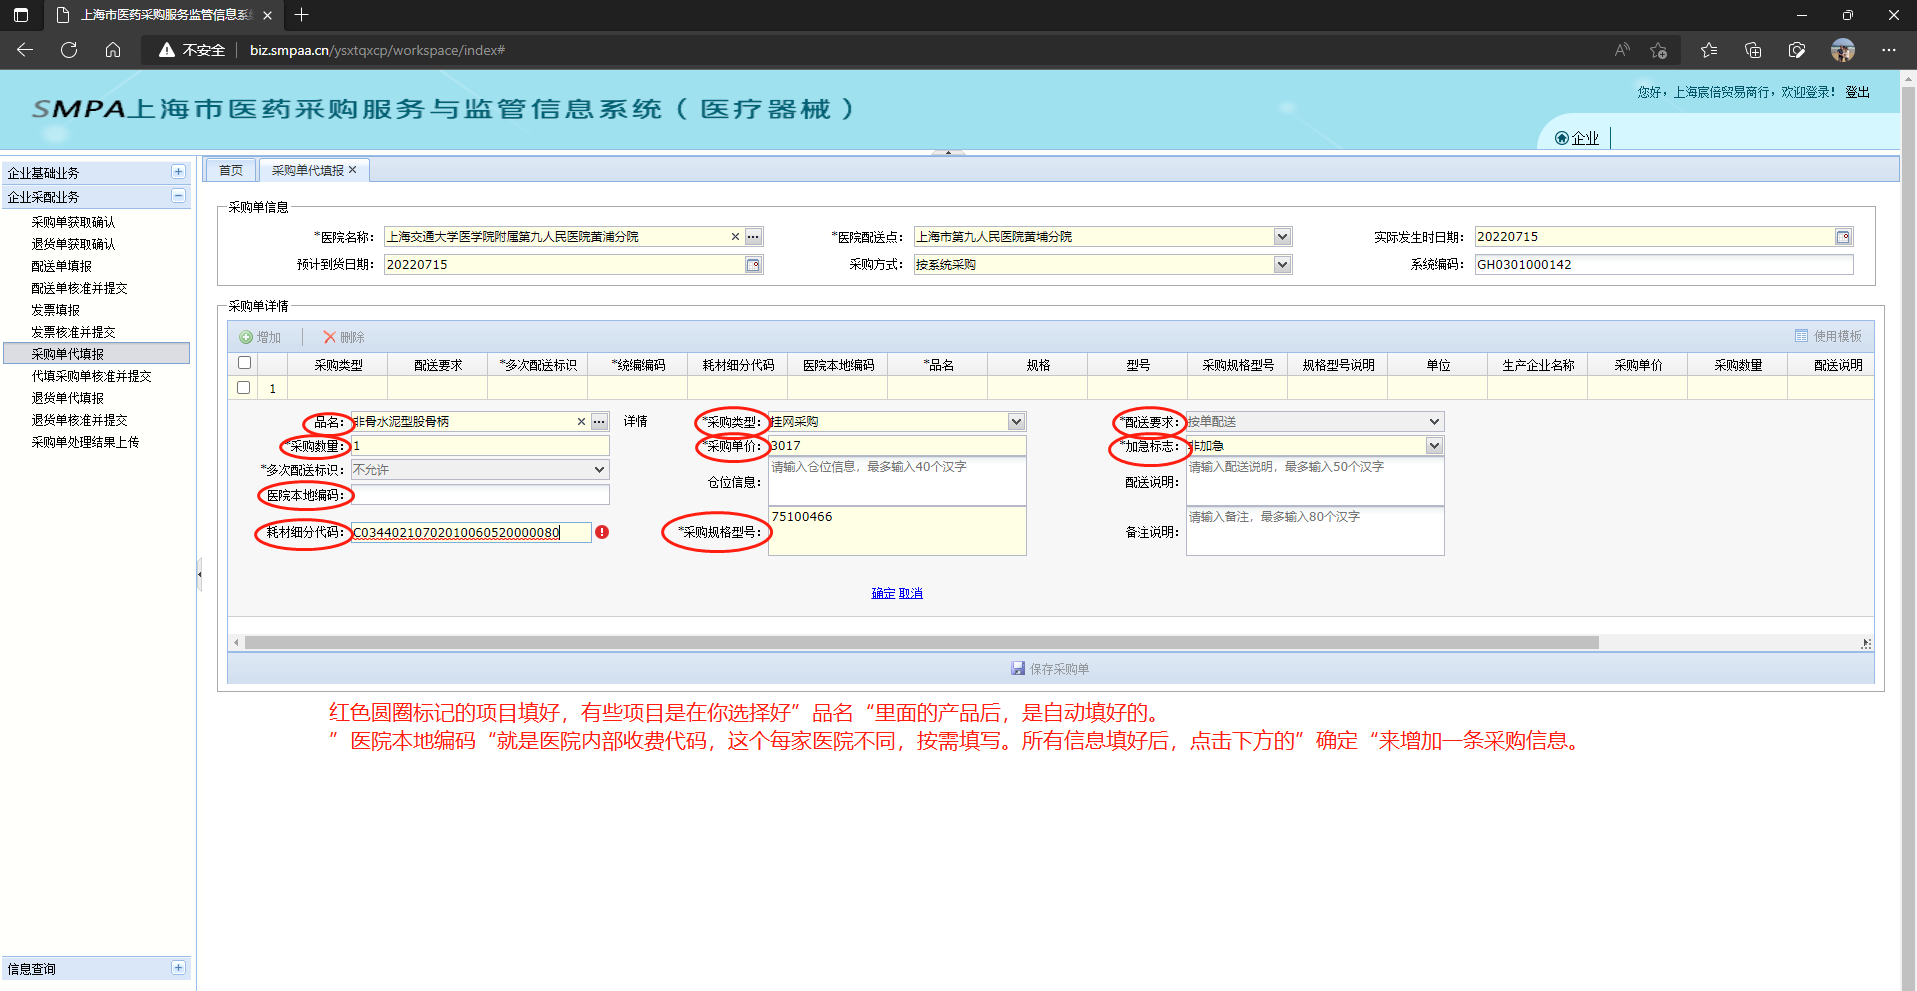 上海市医药采购服务监管信息系
不安全 biz.smpaa.cn/ysxtqxcp/workspace/index#
SMPA上海市医药采购服务与监管信息系统（医疗器械）
您好，上海宸倍贸易商行，欢迎登录！ 登出
企业
企业基础业务
企业采配业务
采购单获取确认
退货单获取确认
配送单填报
配送单核准并提交
发票填报
发票核准并提交
采购单代填报
代填采购单核准并提交
退货单代填报
退货单核准并提交
采购单处理结果上传
信息查询
首页 采购单代填报
采购单信息
*医院名称： 上海交通大学医学院附属第九人民医院黄浦分院 *医院配送点： 上海市第九人民医院黄埔分院 实际发生时日期： 20220715
预计到货日期： 20220715 采购方式： 按系统采购 系统编码： GH0301000142
采购单详情
增加 删除 使用模板
采购类型 配送要求 *多次配送标识 *统编编码 耗材细分代码 医院本地编码 *品名 规格 型号 采购规格型号 规格型号说明 单位 生产企业名称 采购单价 采购数量 配送说明
1
品名： 非骨水泥型股骨柄 详情 *采购类型： 挂网采购 *配送要求： 按单配送
*采购数量： 1 *采购单价： 3017 *加急标志： 非加急
*多次配送标识： 不允许 仓位信息： 请输入仓位信息，最多输入40个汉字 配送说明： 请输入配送说明，最多输入50个汉字
医院本地编码：
耗材细分代码： C03440210702010060520000080 *采购规格型号： 75100466 备注说明： 请输入备注，最多输入80个汉字
确定 取消
保存采购单
红色圆圈标记的项目填好，有些项目是在你选择好”品名“里面的产品后，是自动填好的。
”医院本地编码“就是医院内部收费代码，这个每家医院不同，按需填写。所有信息填好后，点击下方的”确定“来增加一条采购信息。